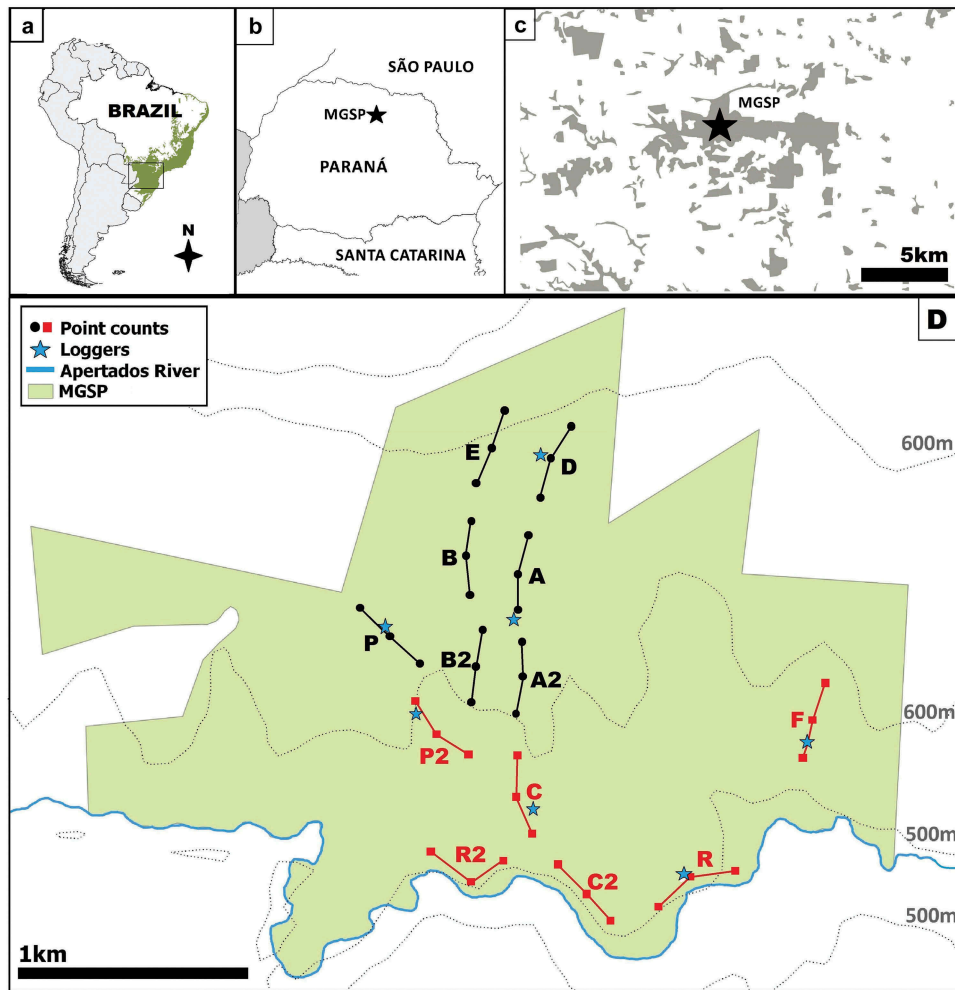 a
BRAZIL
N
b
SÃO PAULO
MGSP
PARANÁ
SANTA CATARINA
c
MGSP
5km
Point counts
Loggers
Apertados River
MGSP
D
600m
E
D
B
A
P
B2
A2
P2
C
F
600m
500m
R2
C2
R
500m
1km